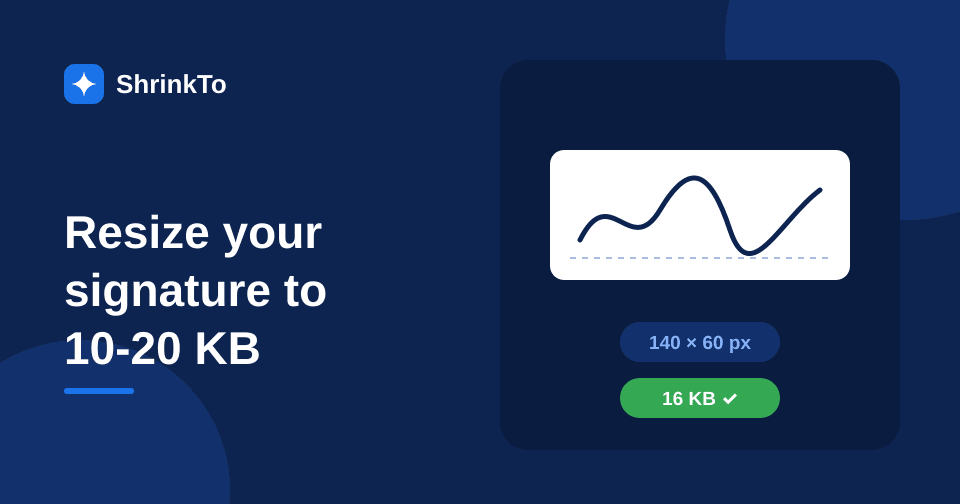 ShrinkTo
Resize your
signature to
10-20 KB
140 × 60 px
16 KB ✓